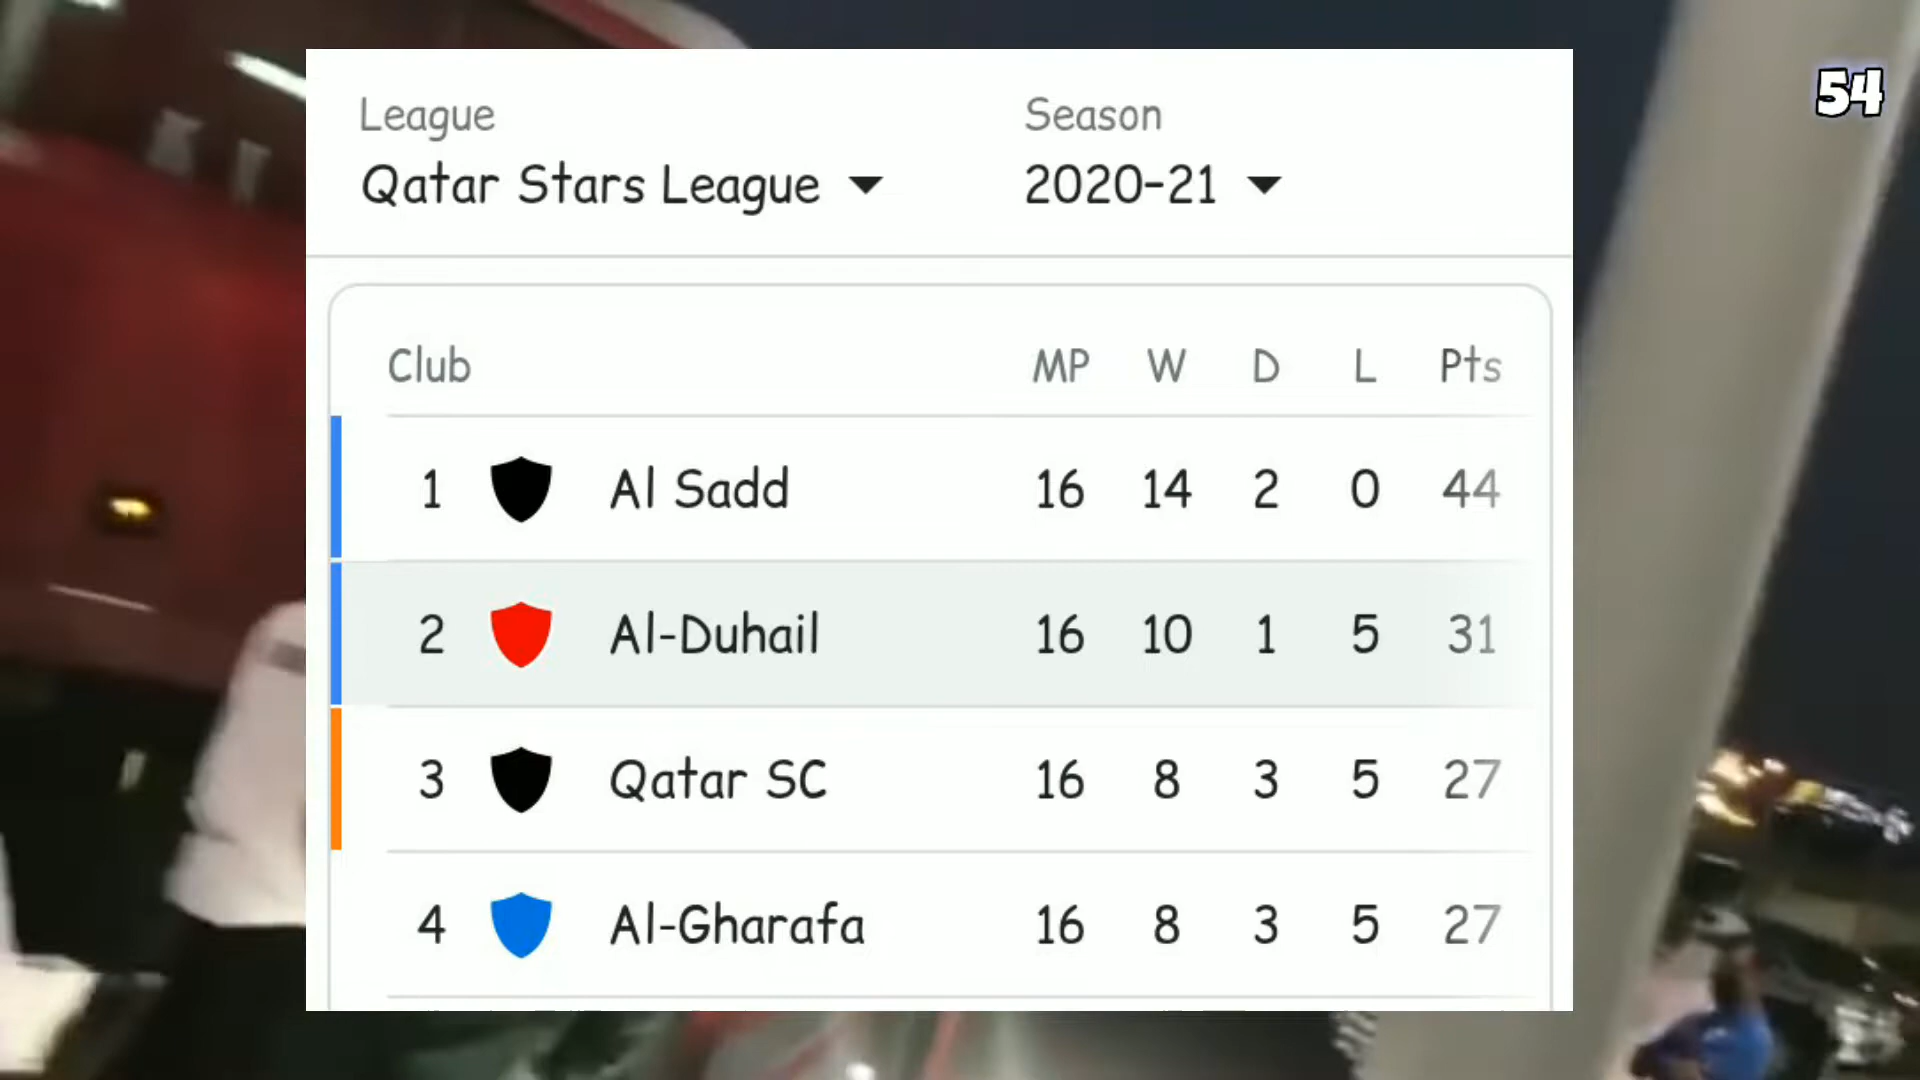 54
League Season
Qatar Stars League 2020-21
Club MP W D L Pts
1 Al Sadd 16 14 2 0 44
2 Al-Duhail 16 10 1 5 31
3 Qatar SC 16 8 3 5 27
4 Al-Gharafa 16 8 3 5 27